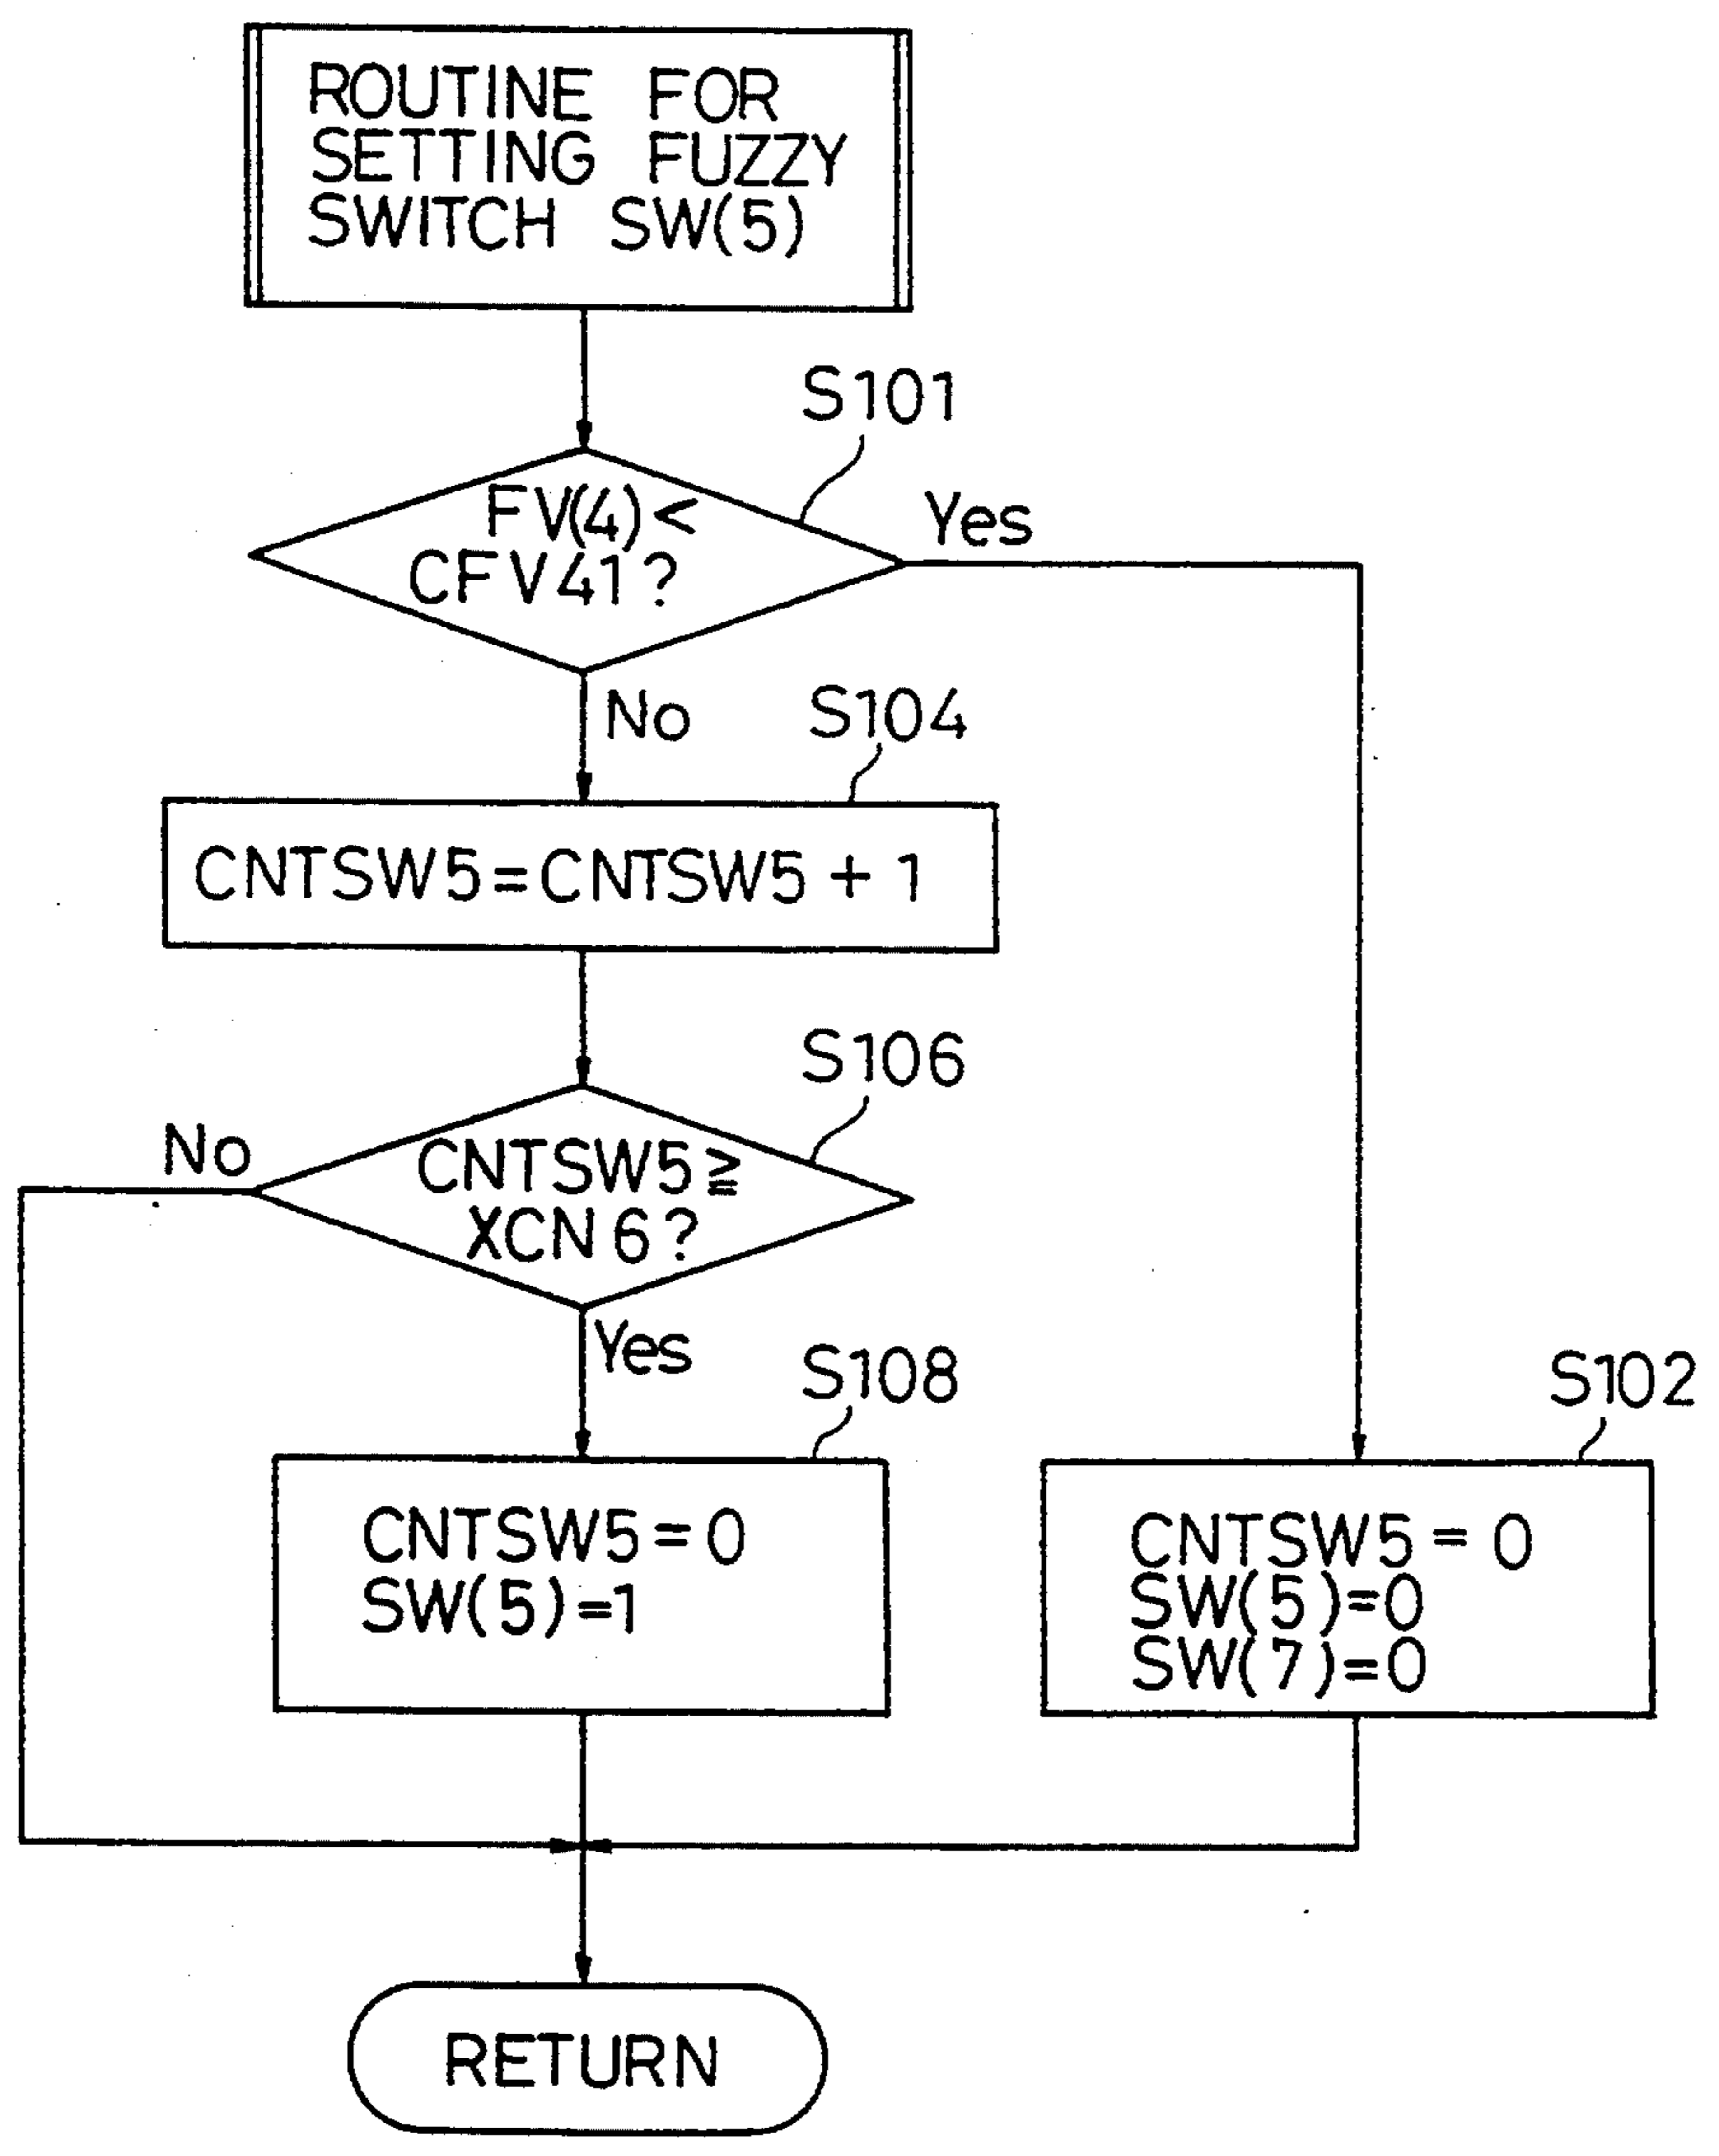 ROUTINE FOR
SETTING FUZZY
SWITCH SW(5)
S101
FV(4)<
CFV41?
Yes
No
S104
CNTSW5=CNTSW5+1
S106
No
CNTSW5≧
XCN6?
Yes
S108
CNTSW5=0
SW(5)=1
S102
CNTSW5=0
SW(5)=0
SW(7)=0
RETURN